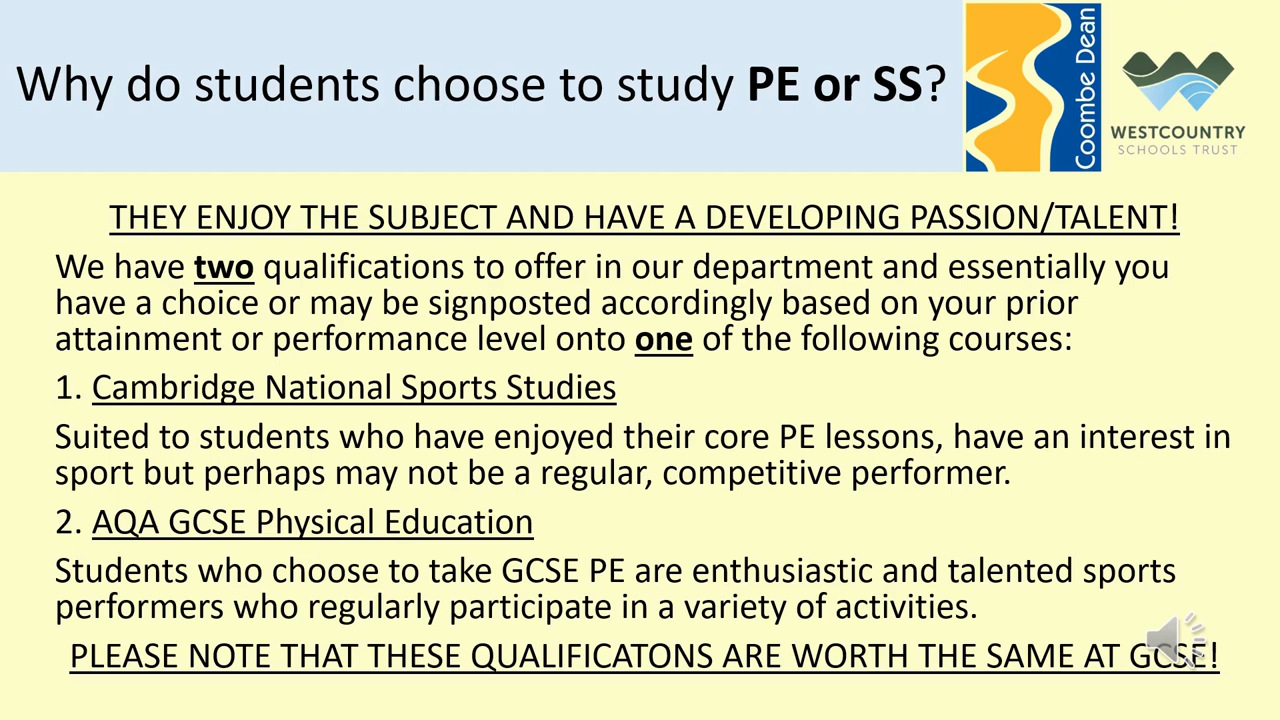 Why do students choose to study PE or SS?
Coombe Dean
WESTCOUNTRY
SCHOOLS TRUST
THEY ENJOY THE SUBJECT AND HAVE A DEVELOPING PASSION/TALENT!
We have two qualifications to offer in our department and essentially you
have a choice or may be signposted accordingly based on your prior
attainment or performance level onto one of the following courses:
1. Cambridge National Sports Studies
Suited to students who have enjoyed their core PE lessons, have an interest in
sport but perhaps may not be a regular, competitive performer.
2. AQA GCSE Physical Education
Students who choose to take GCSE PE are enthusiastic and talented sports
performers who regularly participate in a variety of activities.
PLEASE NOTE THAT THESE QUALIFICATONS ARE WORTH THE SAME AT GCSE!